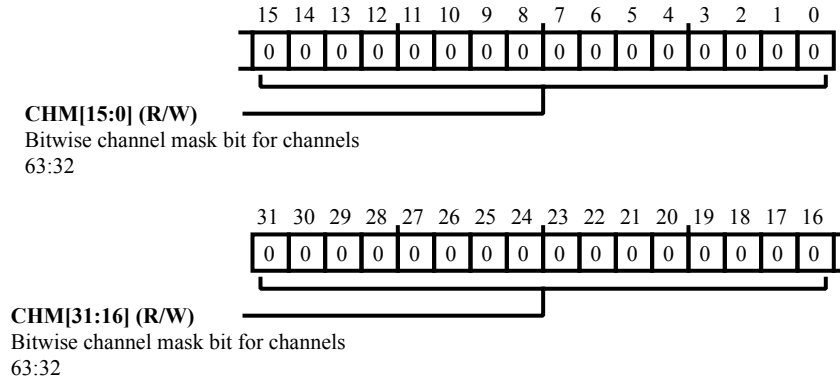 15 14 13 12 11 10 9 8 7 6 5 4 3 2 1 0
0 0 0 0 0 0 0 0 0 0 0 0 0 0 0 0
CHM[15:0] (R/W)
Bitwise channel mask bit for channels
63:32
31 30 29 28 27 26 25 24 23 22 21 20 19 18 17 16
0 0 0 0 0 0 0 0 0 0 0 0 0 0 0 0
CHM[31:16] (R/W)
Bitwise channel mask bit for channels
63:32